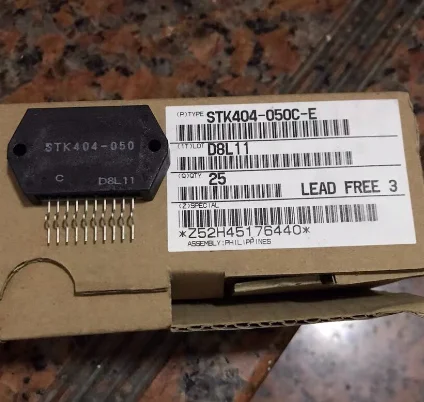 STK404-050
C D8L11
(P)TYPE STK404-050C-E
(1T)LOT D8L11
(Q)QTY 25
LEAD FREE 3
(Z)SPECIAL
*Z52H45176440*
ASSEMBLY:PHILIPPINES